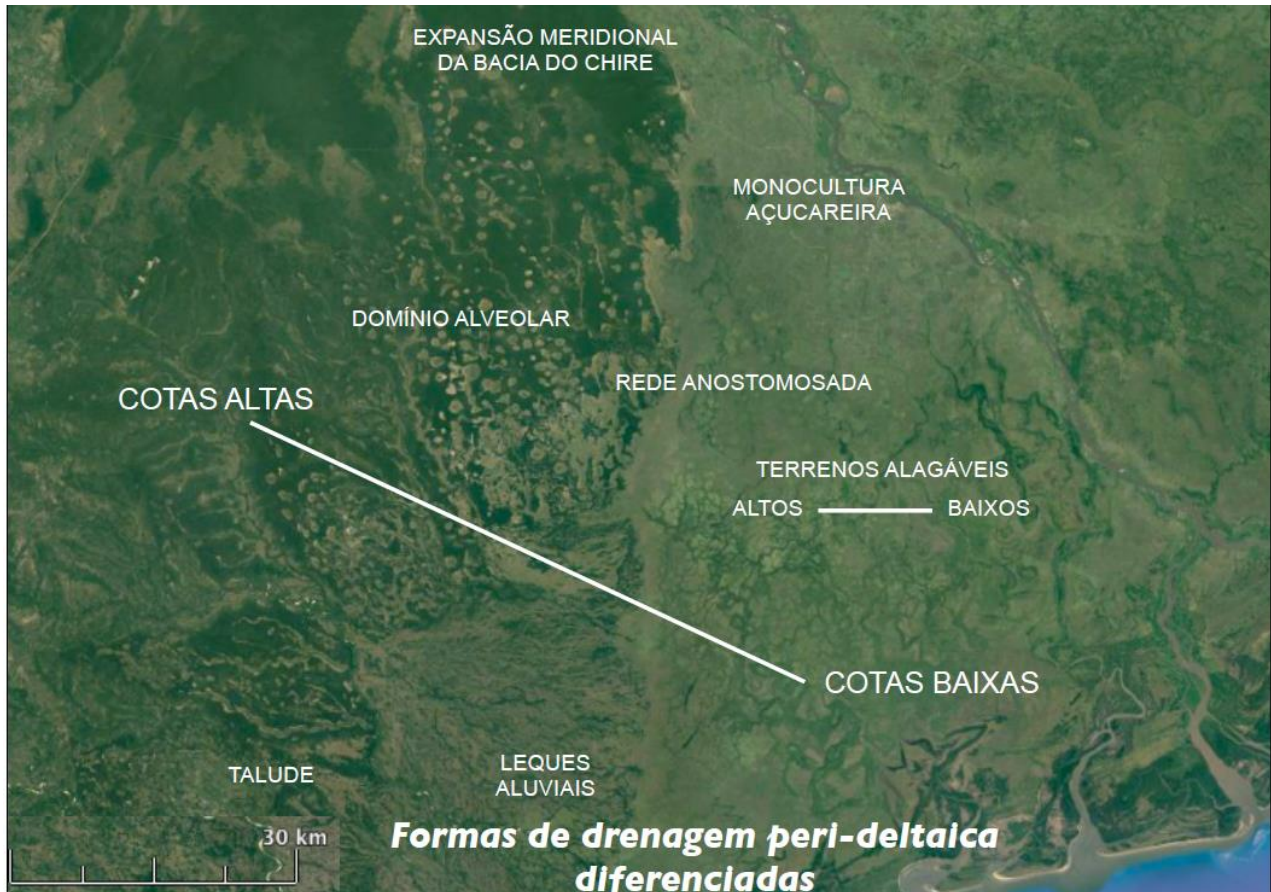 EXPANSÃO MERIDIONAL
DA BACIA DO CHIRE
MONOCULTURA
AÇUCAREIRA
DOMÍNIO ALVEOLAR
REDE ANOSTOMOSADA
COTAS ALTAS
TERRENOS ALAGÁVEIS
ALTOS
BAIXOS
COTAS BAIXAS
TALUDE
LEQUES
ALUVIAIS
30 km
Formas de drenagem peri-deltaica
diferenciadas